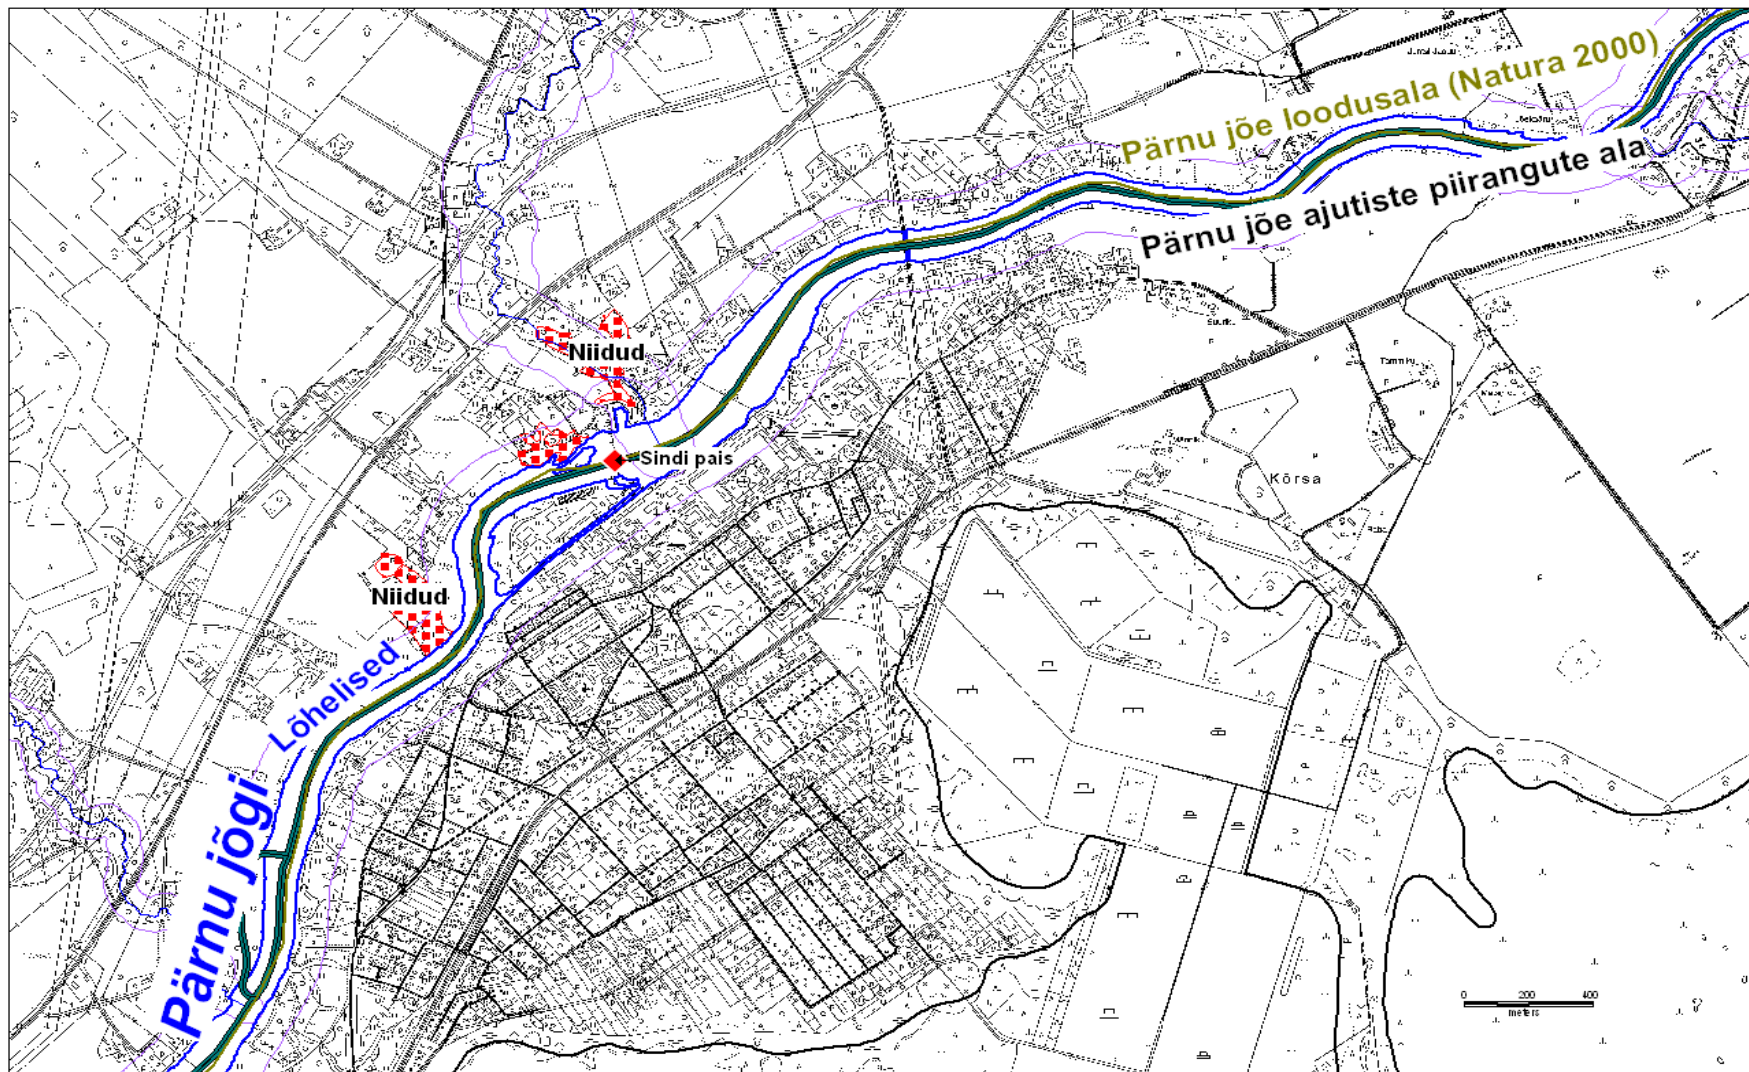 Pärnu jõe loodusala (Natura 2000)
Pärnu jõe ajutiste piirangute ala
Niidud
Sindi pais
Kõrsa
Niidud
Lõhelised
Pärnu jõgi
Tammiku
0 200 400
meters